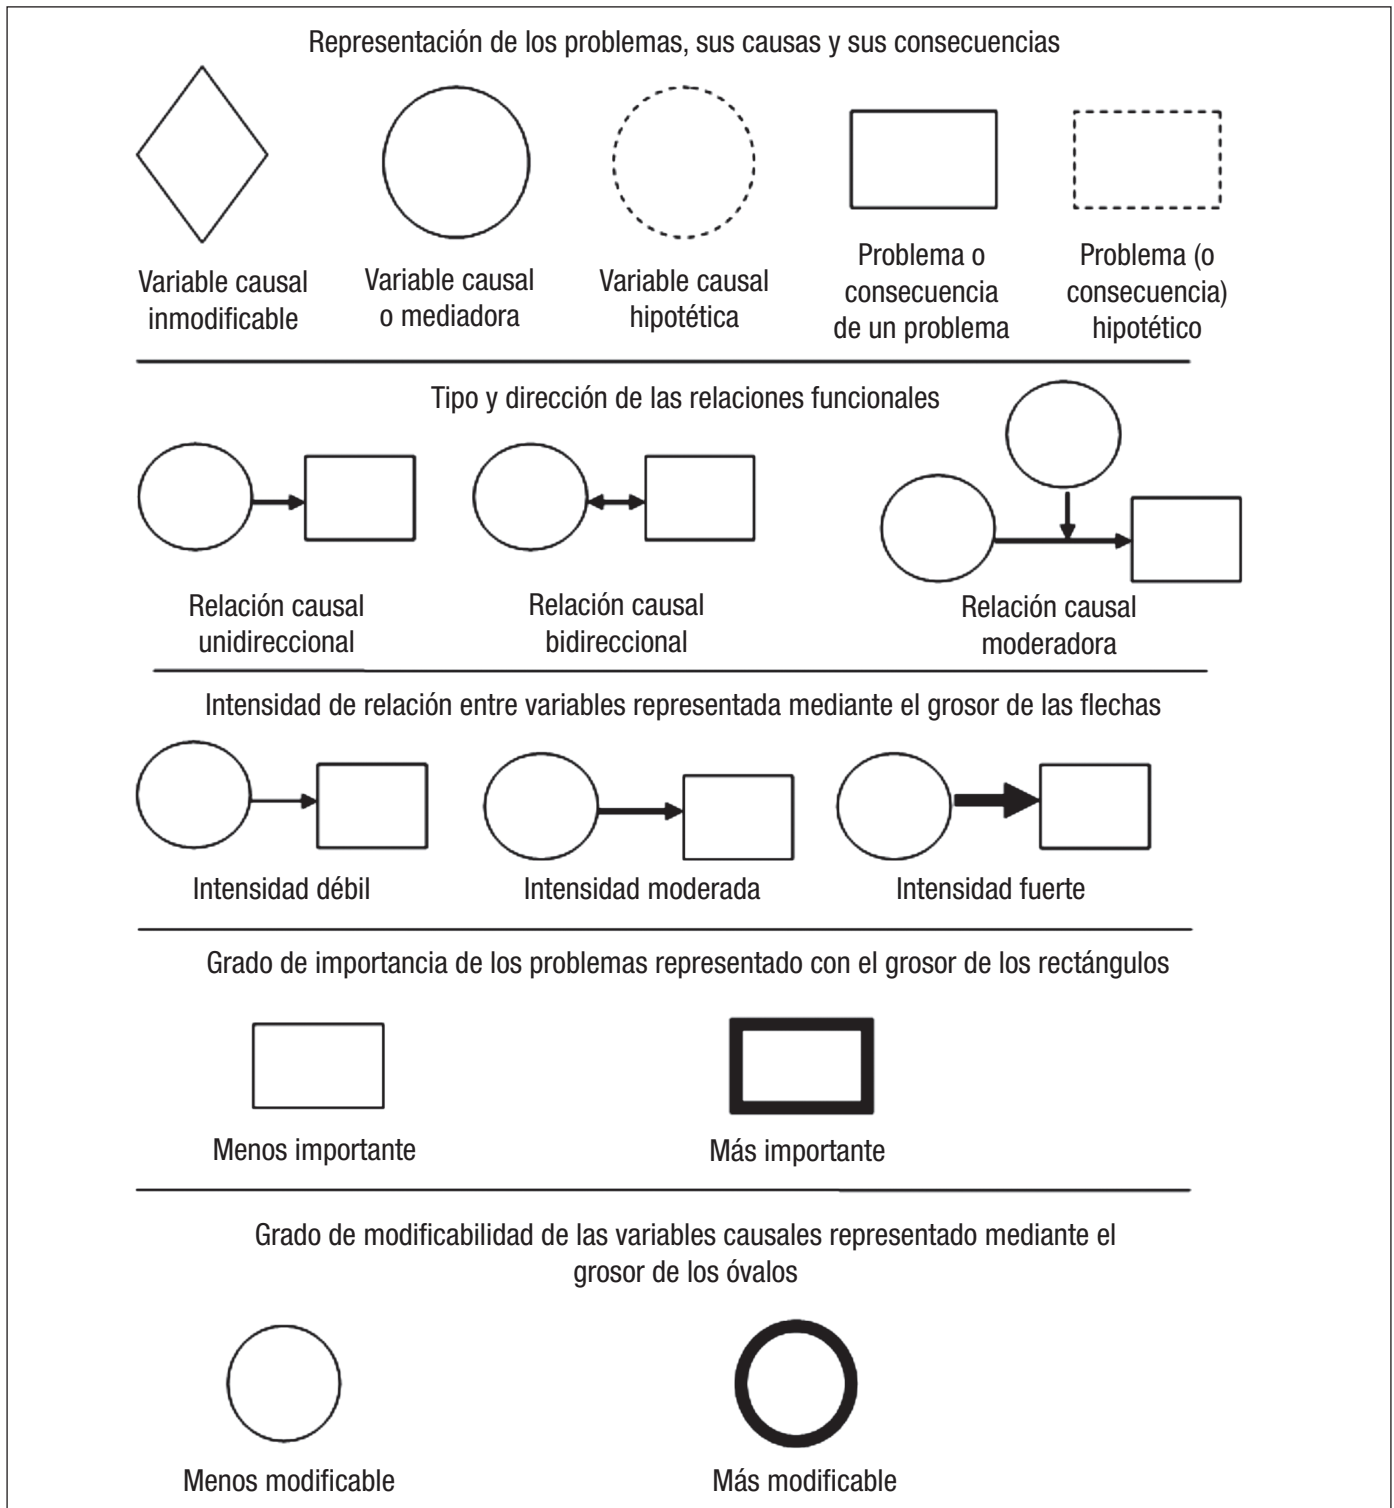 Representación de los problemas, sus causas y sus consecuencias
Variable causal
inmodificable
Variable causal
o mediadora
Variable causal
hipotética
Problema o
consecuencia
de un problema
Problema (o
consecuencia)
hipotético
Tipo y dirección de las relaciones funcionales
Relación causal
unidireccional
Relación causal
bidireccional
Relación causal
moderadora
Intensidad de relación entre variables representada mediante el grosor de las flechas
Intensidad débil
Intensidad moderada
Intensidad fuerte
Grado de importancia de los problemas representado con el grosor de los rectángulos
Menos importante
Más importante
Grado de modificabilidad de las variables causales representado mediante el
grosor de los óvalos
Menos modificable
Más modificable